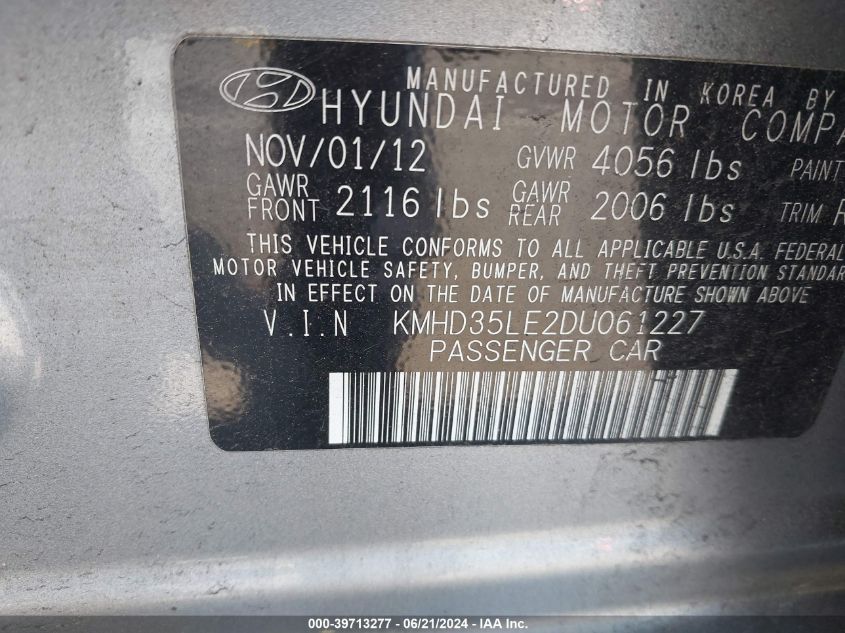 MANUFACTURED IN KOREA BY
HYUNDAI MOTOR COMPA
NOV/01/12 GVWR 4056 lbs PAINT
GAWR FRONT 2116 lbs GAWR REAR 2006 lbs TRIM
THIS VEHICLE CONFORMS TO ALL APPLICABLE U.S.A. FEDERAL
MOTOR VEHICLE SAFETY, BUMPER, AND THEFT PREVENTION STANDAR
IN EFFECT ON THE DATE OF MANUFACTURE SHOWN ABOVE
V.I.N KMHD35LE2DU061227
PASSENGER CAR
000-39713277 / 06/21/2024 - IAA Inc.